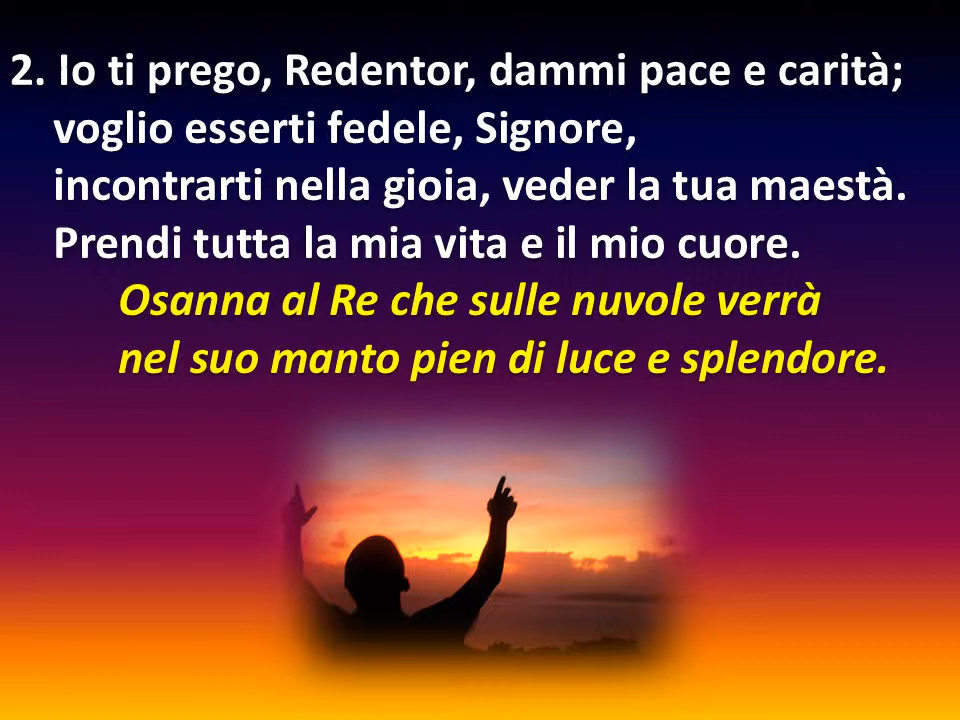 2. Io ti prego, Redentor, dammi pace e carità;
voglio esserti fedele, Signore,
incontrarti nella gioia, veder la tua maestà.
Prendi tutta la mia vita e il mio cuore.
Osanna al Re che sulle nuvole verrà
nel suo manto pien di luce e splendore.